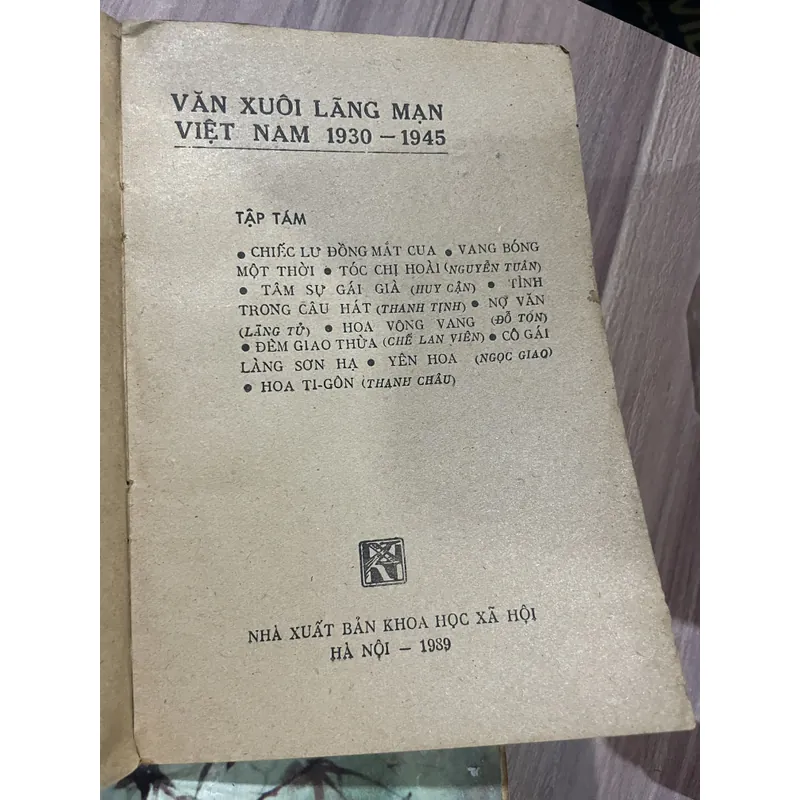 VĂN XUÔI LÃNG MẠN
VIỆT NAM 1930 – 1945
TẬP TÁM
● CHIẾC LƯ ĐỒNG MẮT CUA ● VANG BÓNG
MỘT THỜI ● TÓC CHỊ HOÀI (NGUYỄN TUÂN)
● TÂM SỰ GÁI GIÀ (HUY CẬN) ● TÌNH
TRONG CÂU HÁT (THANH TỊNH) ● NỢ VĂN
(LÃNG TỬ) ● HOA VÔNG VANG (ĐỖ TỐN)
● ĐÊM GIAO THỪA (CHẾ LAN VIÊN) ● CÔ GÁI
LÀNG SƠN HẠ ● YÊN HOA (NGỌC GIAO)
● HOA TI-GÔN (THANH CHÂU)
NHÀ XUẤT BẢN KHOA HỌC XÃ HỘI
HÀ NỘI – 1989